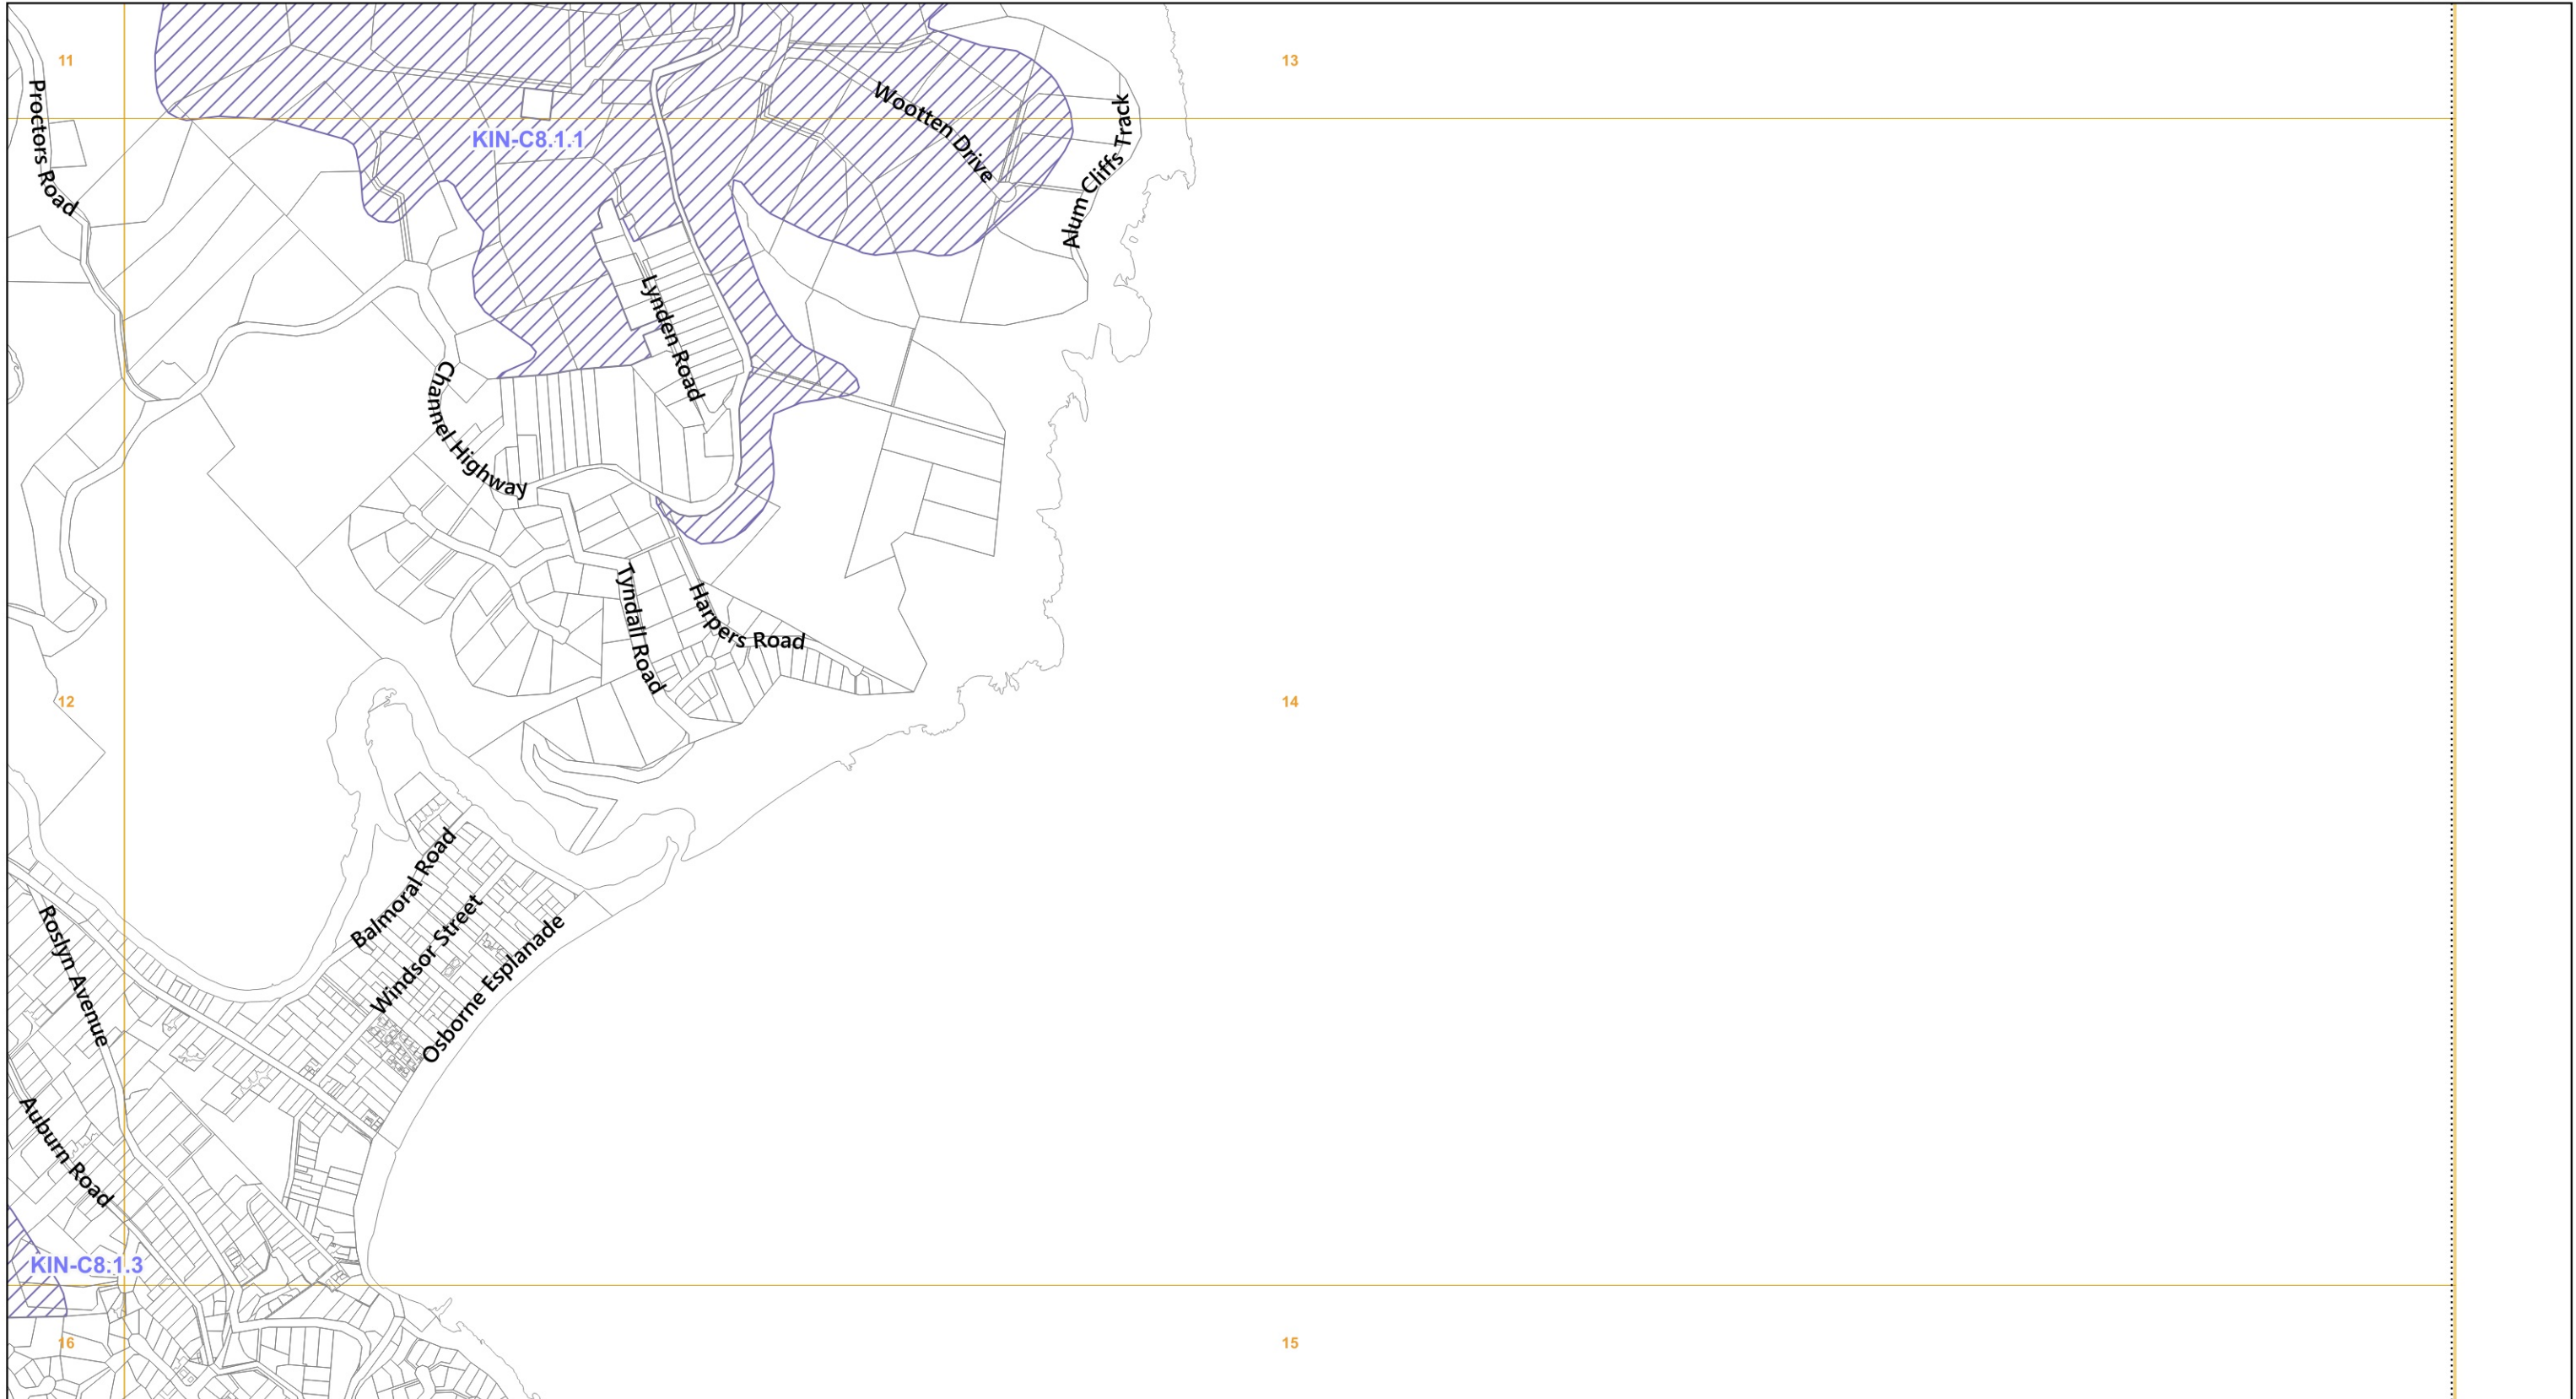 11
13
Proctors Road
Wootten Drive
Alum Cliffs Track
KIN-C8.1.1
Lynden Road
Channel Highway
Tyndall Road
Harpers Road
12
14
Balmoral Road
Windsor Street
Osborne Esplanade
Roslyn Avenue
Auburn Road
KIN-C8.1.3
16
15